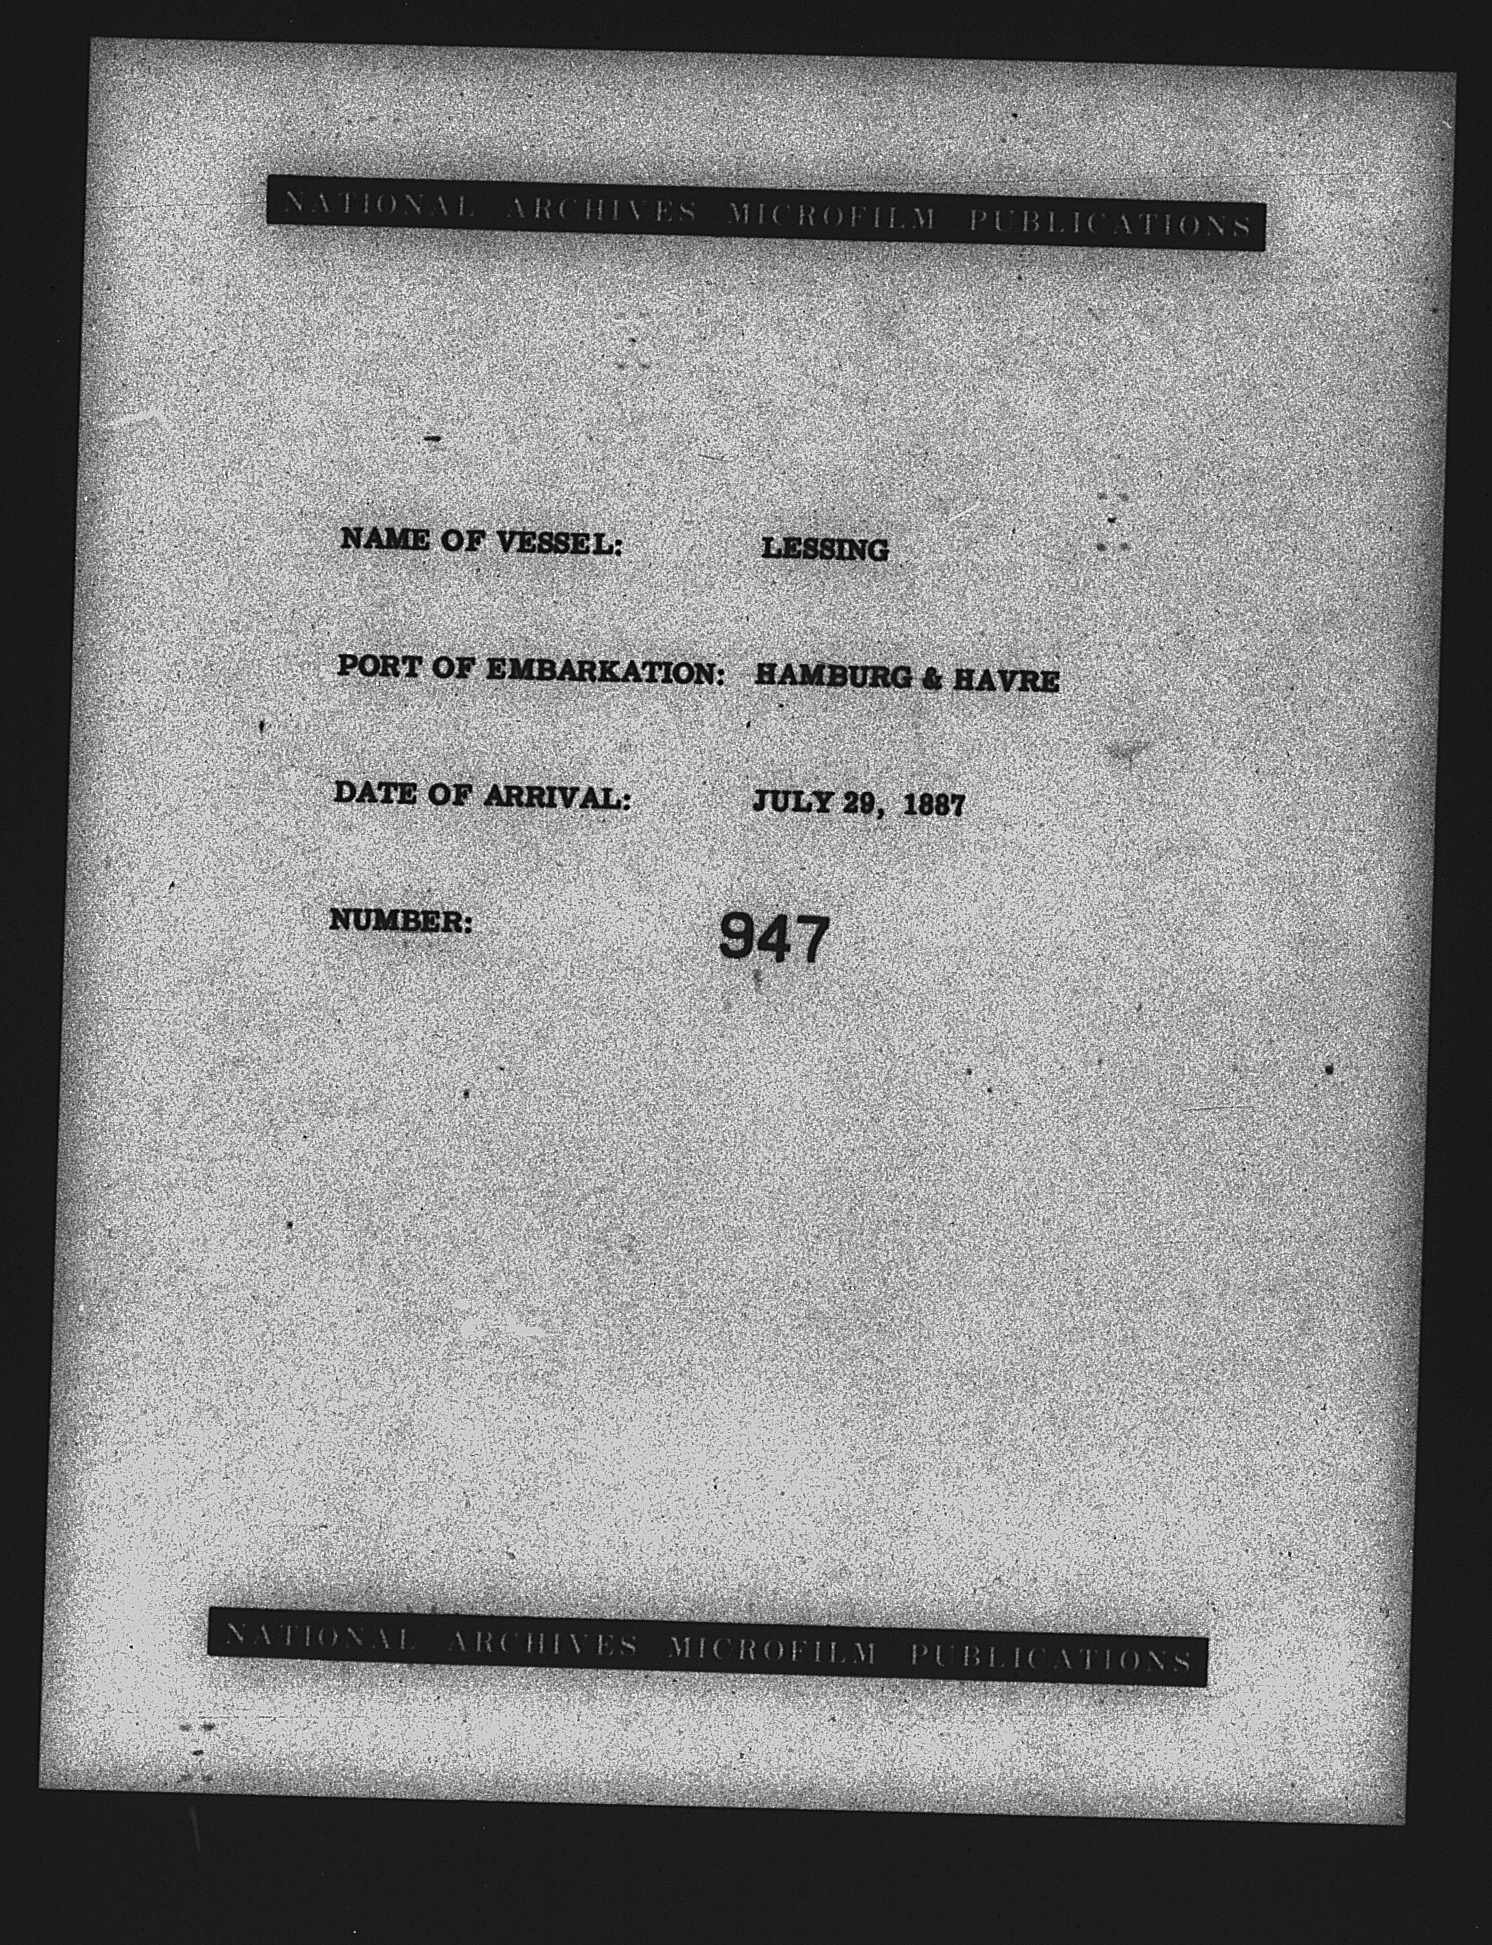 NATIONAL ARCHIVES MICROFILM PUBLICATIONS
NAME OF VESSEL: LESSING
PORT OF EMBARKATION: HAMBURG & HAVRE
DATE OF ARRIVAL: JULY 29, 1887
NUMBER: 947
NATIONAL ARCHIVES MICROFILM PUBLICATIONS